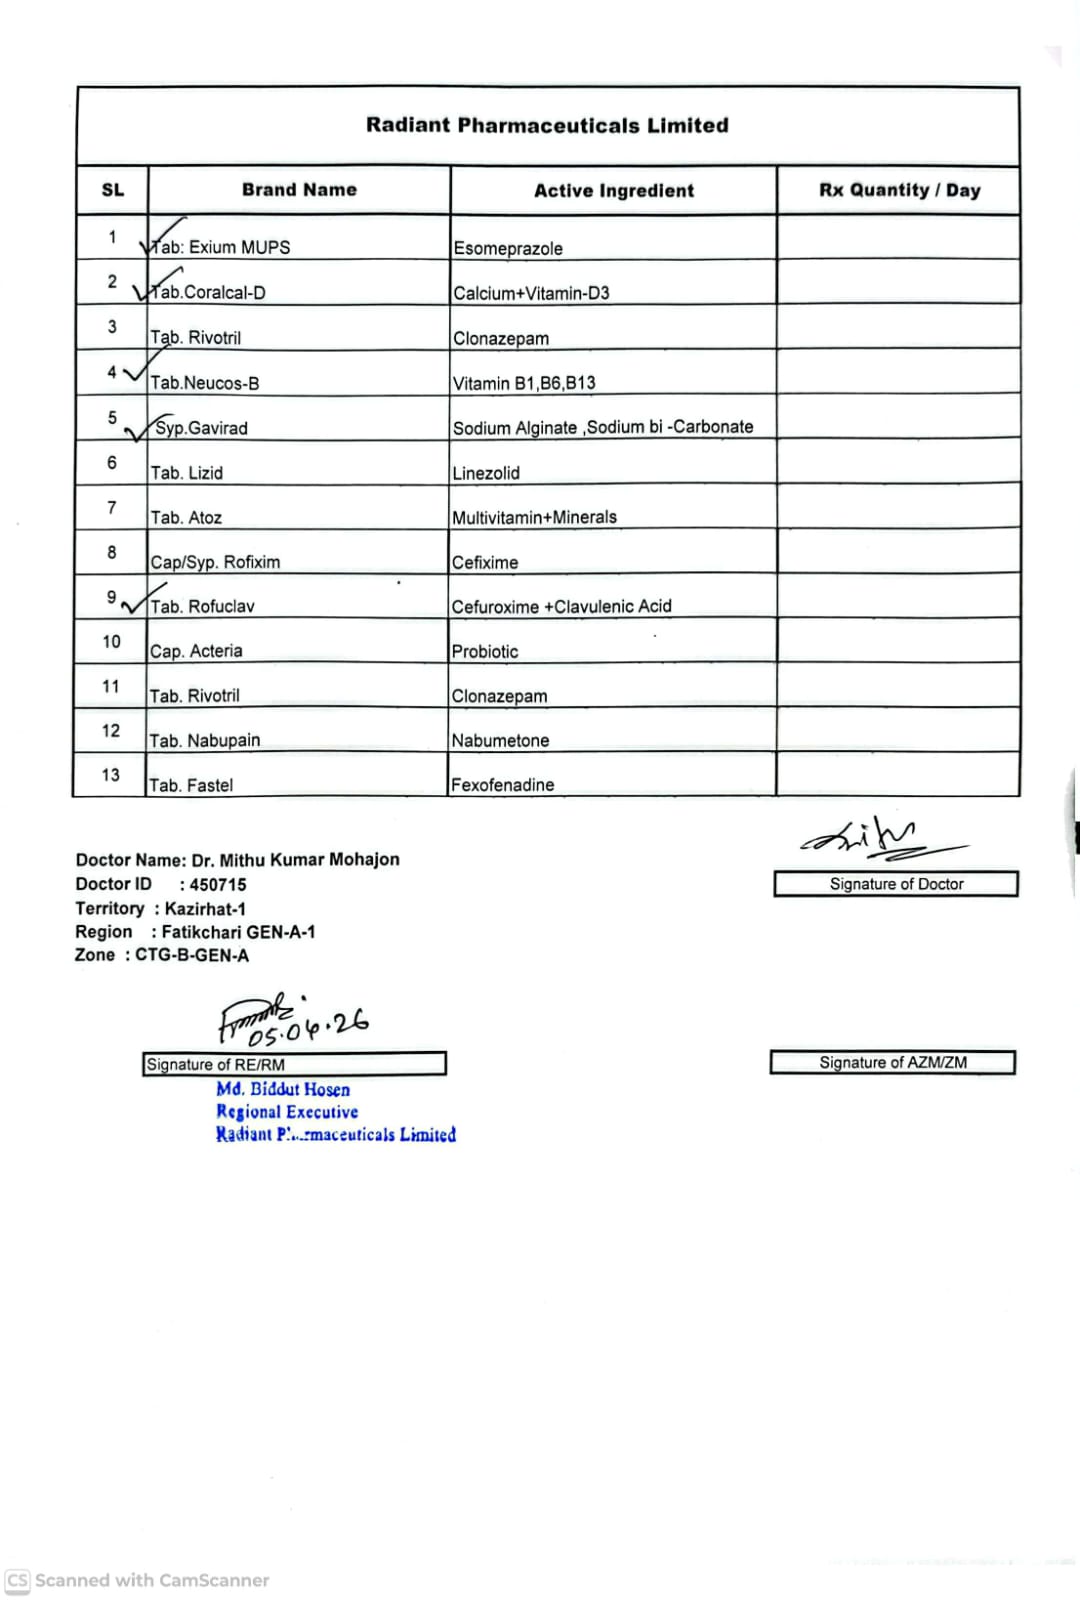 Radiant Pharmaceuticals Limited
SL Brand Name Active Ingredient Rx Quantity / Day
1 Tab: Exium MUPS Esomeprazole
2 Tab.Coralcal-D Calcium+Vitamin-D3
3 Tab. Rivotril Clonazepam
4 Tab.Neucos-B Vitamin B1,B6,B13
5 Syp.Gavirad Sodium Alginate ,Sodium bi -Carbonate
6 Tab. Lizid Linezolid
7 Tab. Atoz Multivitamin+Minerals
8 Cap/Syp. Rofixim Cefixime
9 Tab. Rofuclav Cefuroxime +Clavulenic Acid
10 Cap. Acteria Probiotic
11 Tab. Rivotril Clonazepam
12 Tab. Nabupain Nabumetone
13 Tab. Fastel Fexofenadine
Doctor Name: Dr. Mithu Kumar Mohajon
Signature of Doctor
Doctor ID : 450715
Territory : Kazirhat-1
Region : Fatikchari GEN-A-1
Zone : CTG-B-GEN-A
05.04.26
Signature of RE/RM
Signature of AZM/ZM
Md. Biddut Hosen
Regional Executive
Radiant Limited
CS Scanned with CamScanner